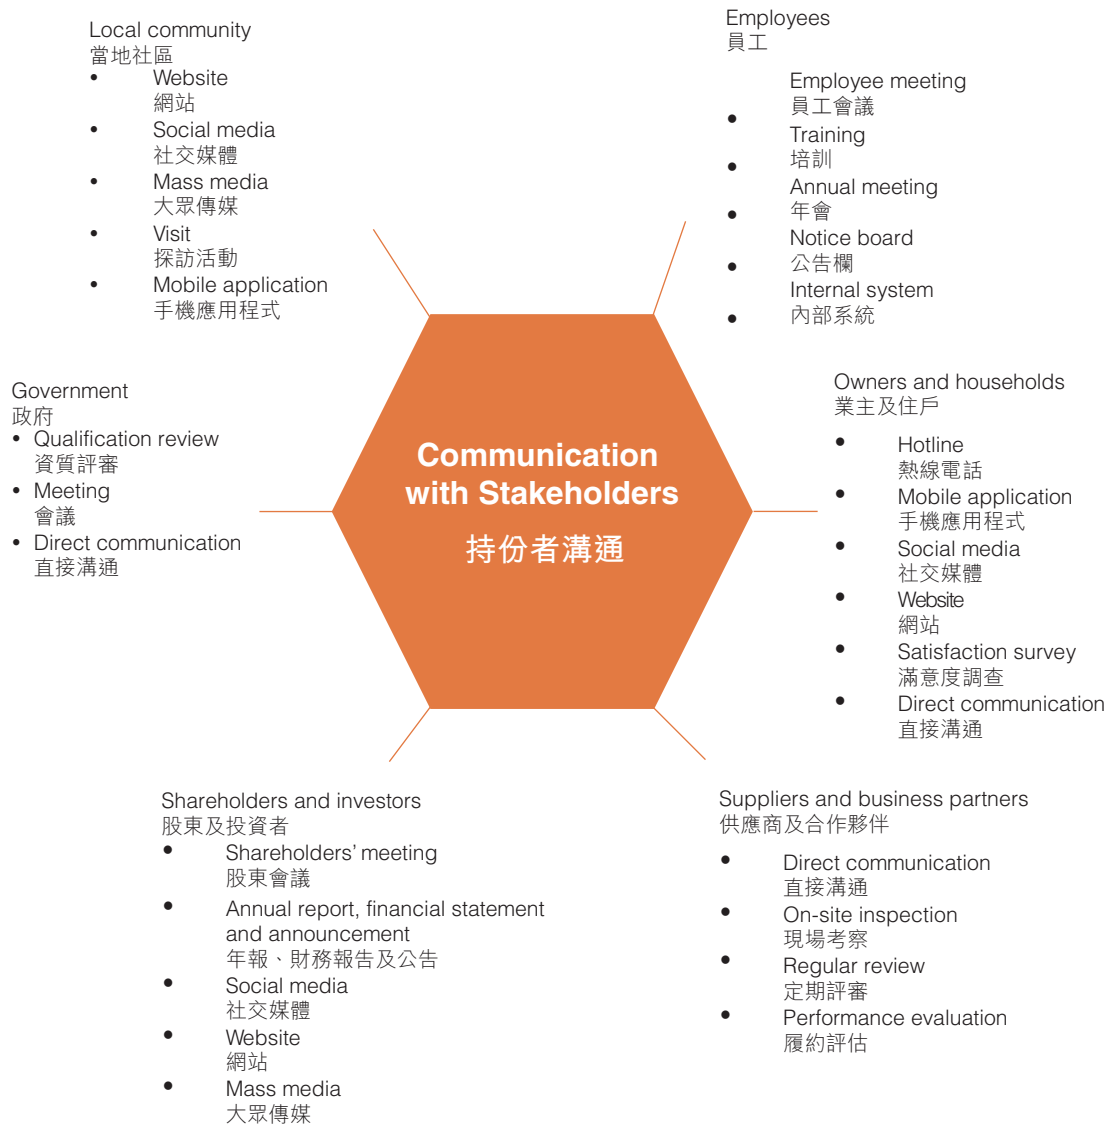 Local community
當地社區
• Website
網站
• Social media
社交媒體
• Mass media
大眾傳媒
• Visit
探訪活動
• Mobile application
手機應用程式
Employees
員工
Employee meeting
員工會議
• Training
培訓
• Annual meeting
年會
• Notice board
公告欄
• Internal system
• 內部系統
Government
政府
• Qualification review
資質評審
• Meeting
會議
• Direct communication
直接溝通
Communication
with Stakeholders
持份者溝通
Owners and households
業主及住戶
• Hotline
熱線電話
• Mobile application
手機應用程式
• Social media
社交媒體
• Website
網站
• Satisfaction survey
滿意度調查
• Direct communication
直接溝通
Shareholders and investors
股東及投資者
• Shareholders’ meeting
股東會議
• Annual report, financial statement
and announcement
年報、財務報告及公告
• Social media
社交媒體
• Website
網站
• Mass media
大眾傳媒
Suppliers and business partners
供應商及合作夥伴
• Direct communication
直接溝通
• On-site inspection
現場考察
• Regular review
定期評審
• Performance evaluation
履約評估